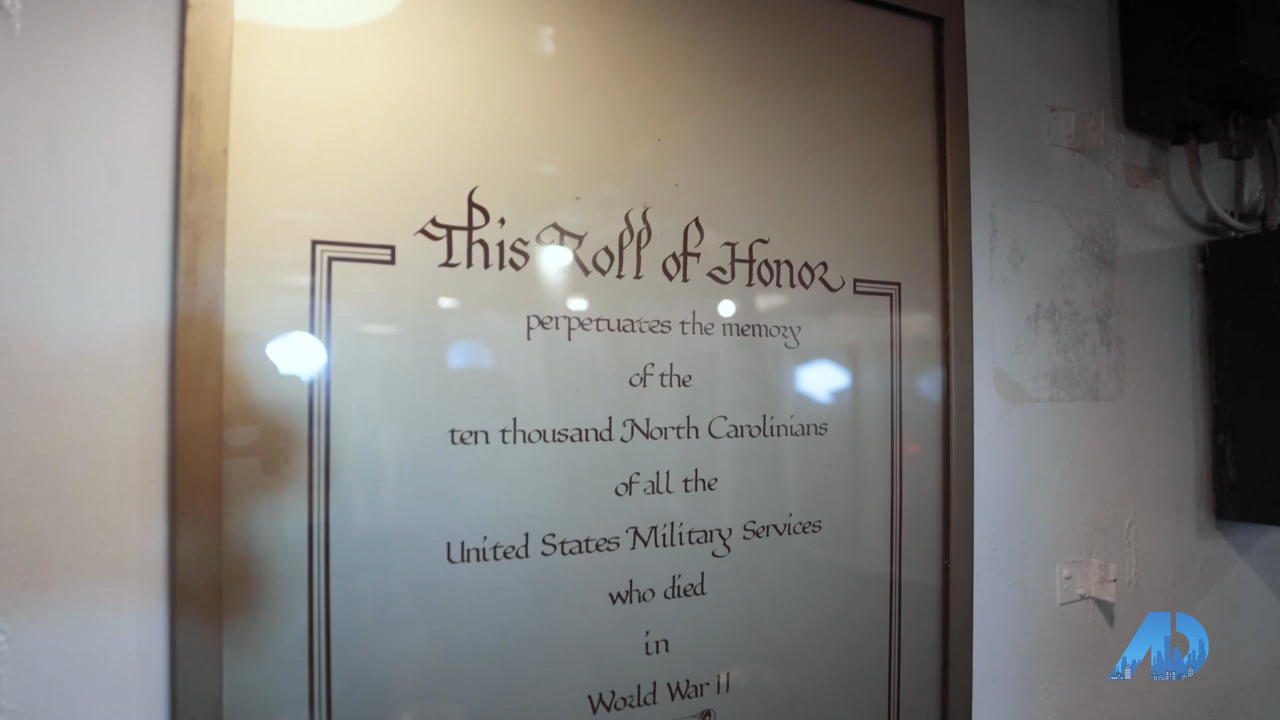 This Roll of Honor
perpetuates the memory
of the
ten thousand North Carolinians
of all the
United States Military Services
who died
in
World War II
AD